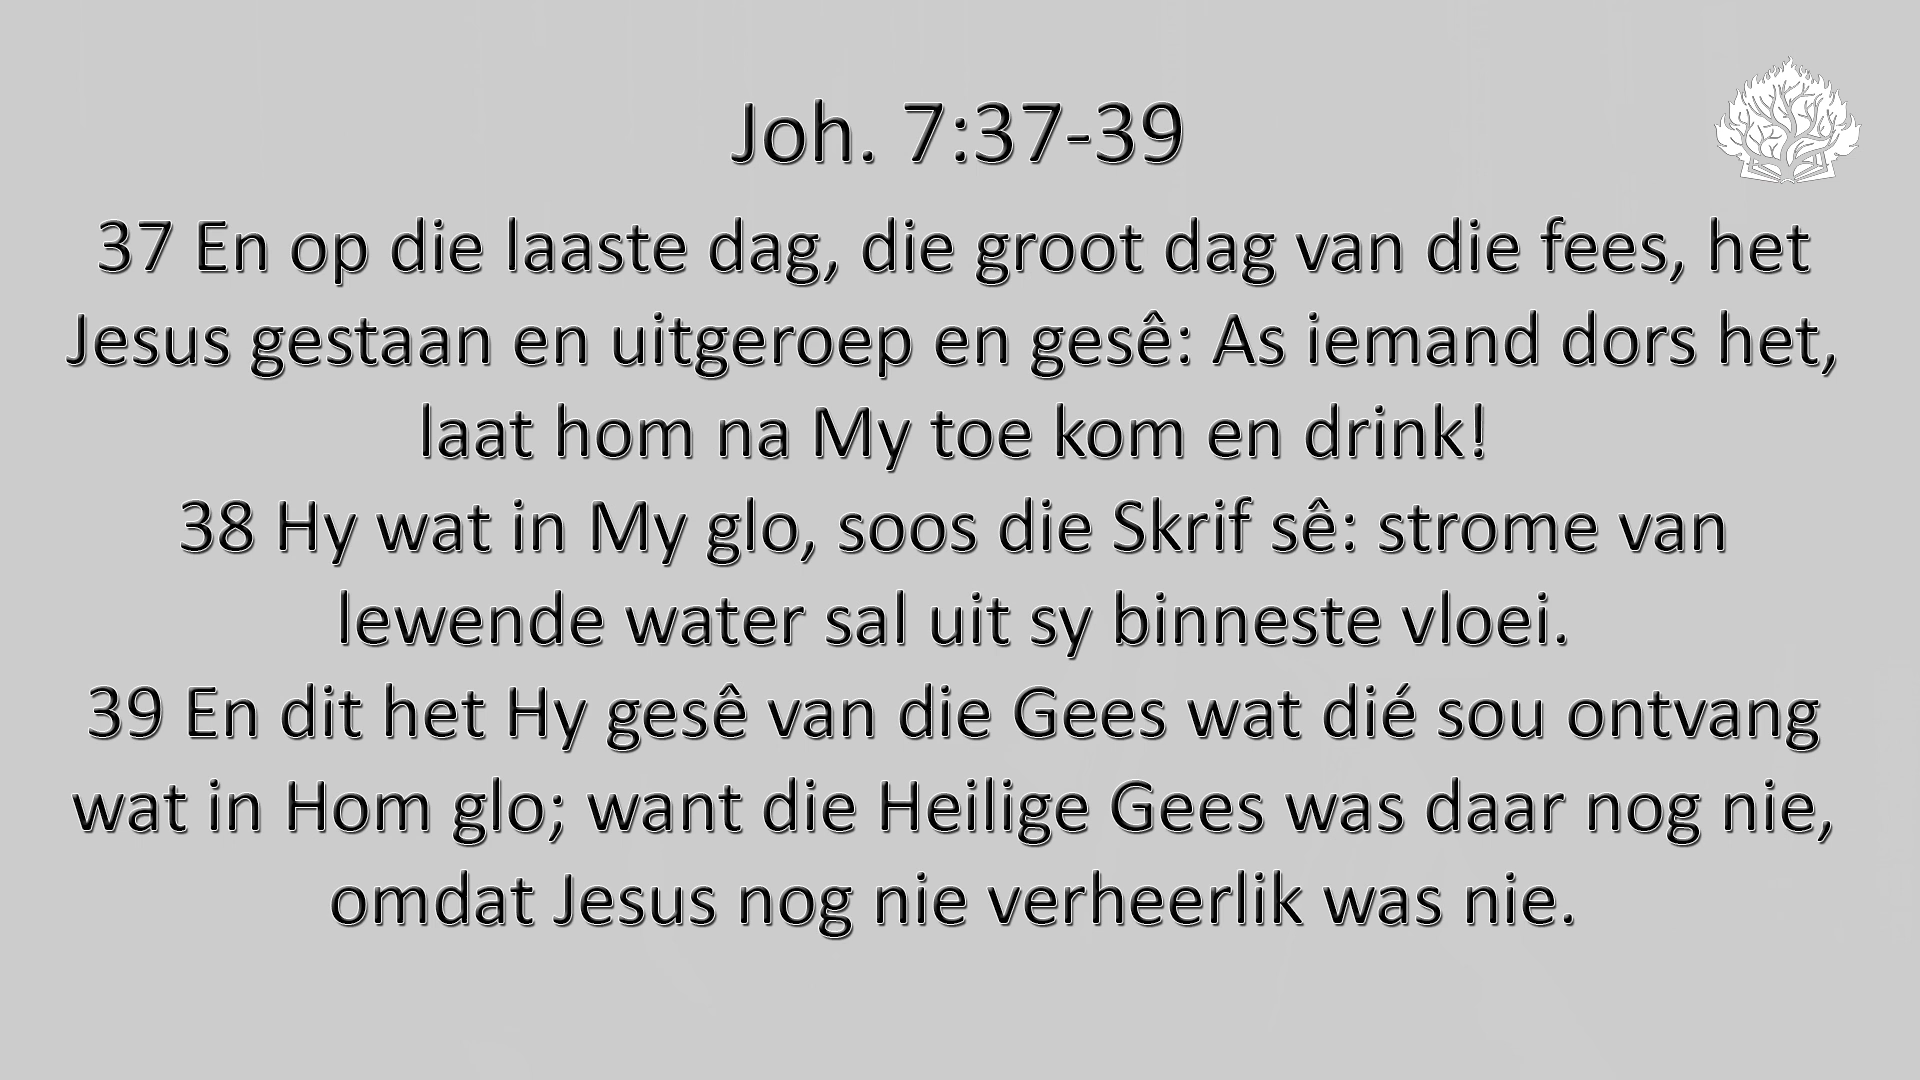 Joh. 7:37-39
37 En op die laaste dag, die groot dag van die fees, het
Jesus gestaan en uitgeroep en gesê: As iemand dors het,
laat hom na My toe kom en drink!
38 Hy wat in My glo, soos die Skrif sê: strome van
lewende water sal uit sy binneste vloei.
39 En dit het Hy gesê van die Gees wat dié sou ontvang
wat in Hom glo; want die Heilige Gees was daar nog nie,
omdat Jesus nog nie verheerlik was nie.